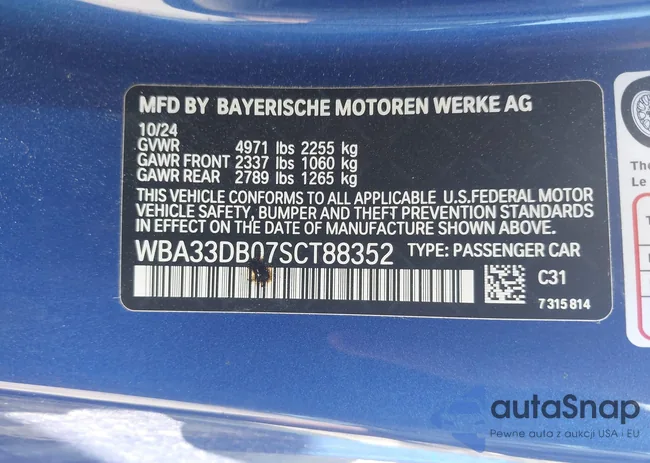 MFD BY BAYERISCHE MOTOREN WERKE AG
10/24
GVWR 4971 lbs 2255 kg
GAWR FRONT 2337 lbs 1060 kg
GAWR REAR 2789 lbs 1265 kg
THIS VEHICLE CONFORMS TO ALL APPLICABLE U.S.FEDERAL MOTOR
VEHICLE SAFETY, BUMPER AND THEFT PREVENTION STANDARDS
IN EFFECT ON THE DATE OF MANUFACTURE SHOWN ABOVE.
WBA33DB07SCT88352 TYPE: PASSENGER CAR
C31
7315814
The
Le
autaSnap
Pewne auta z aukcji USA i EU